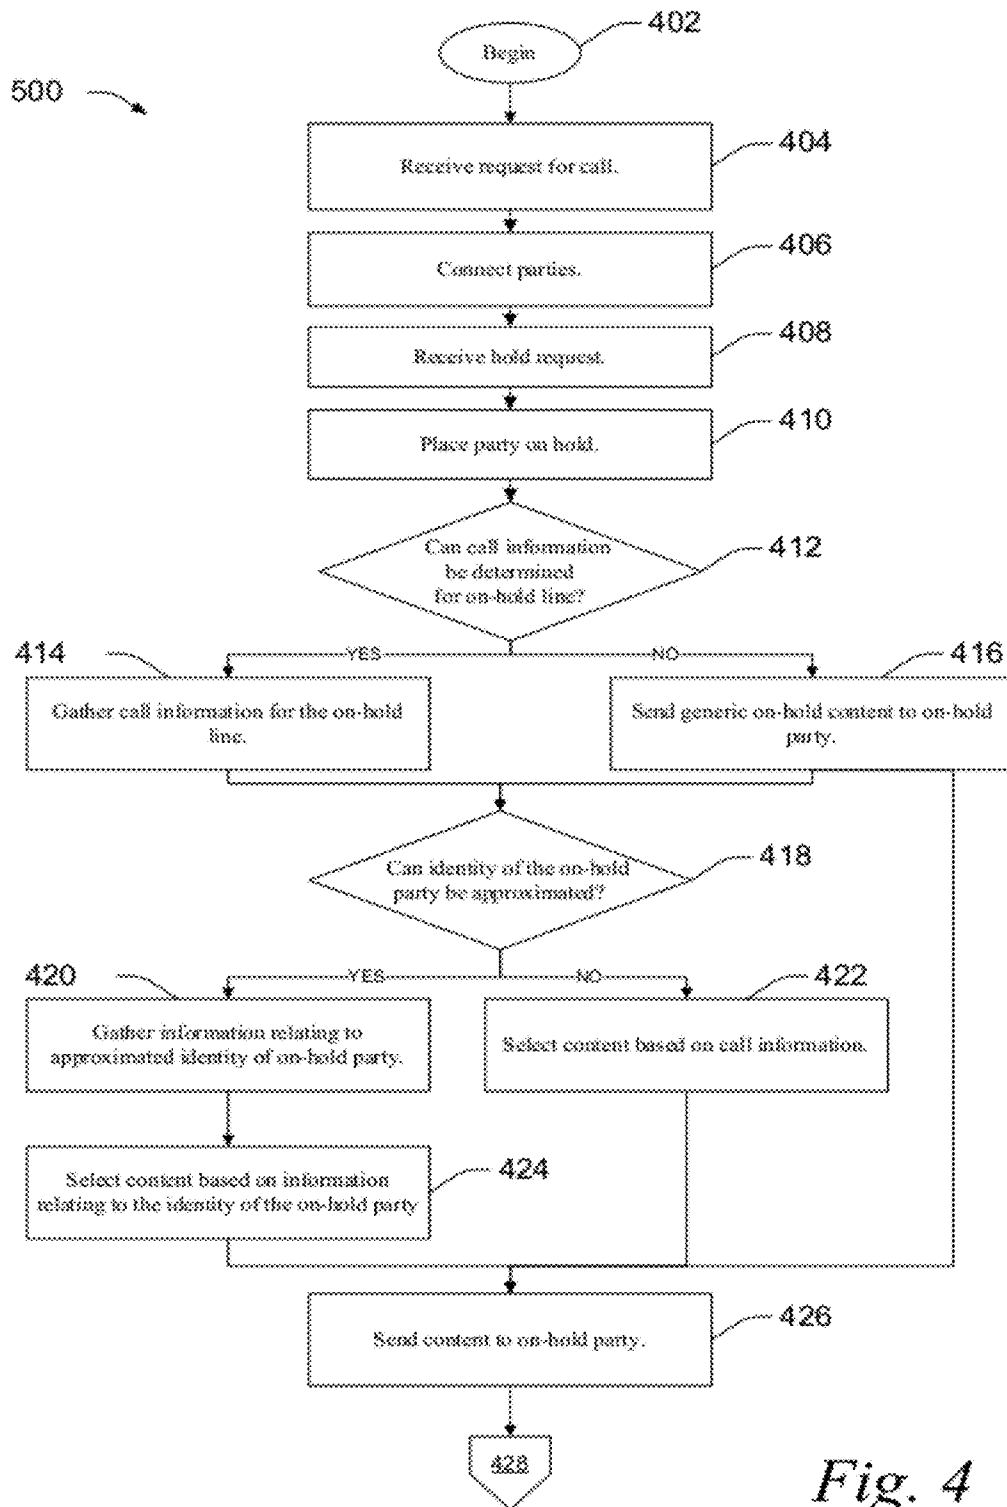 402
Begin
500
404
Receive request for call.
406
Connect parties.
408
Receive hold request.
410
Place party on hold.
412
Can call information
be determined
for on-hold line?
414
YES
NO
416
Gather call information for the on-hold
line.
Send generic on-hold content to on-hold
party.
418
Can identity of the on-hold
party be approximated?
420
YES
NO
422
Gather information relating to
approximated identity of on-hold party.
Select content based on call information.
424
Select content based on information
relating to the identity of the on-hold party
426
Send content to on-hold party.
428
Fig. 4